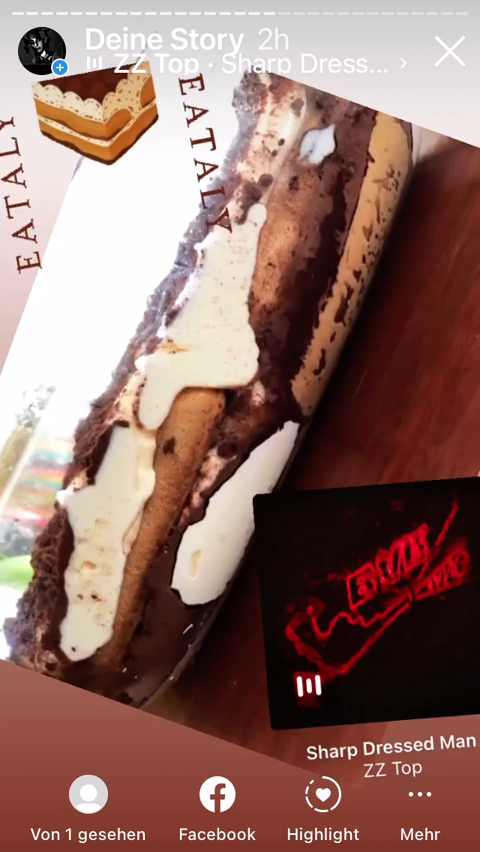 Deine Story 2h
ZZ Top · Sharp Dress... ›
EATALY
EATALY
Sharp Dressed Man
ZZ Top
Von 1 gesehen
Facebook
Highlight
Mehr